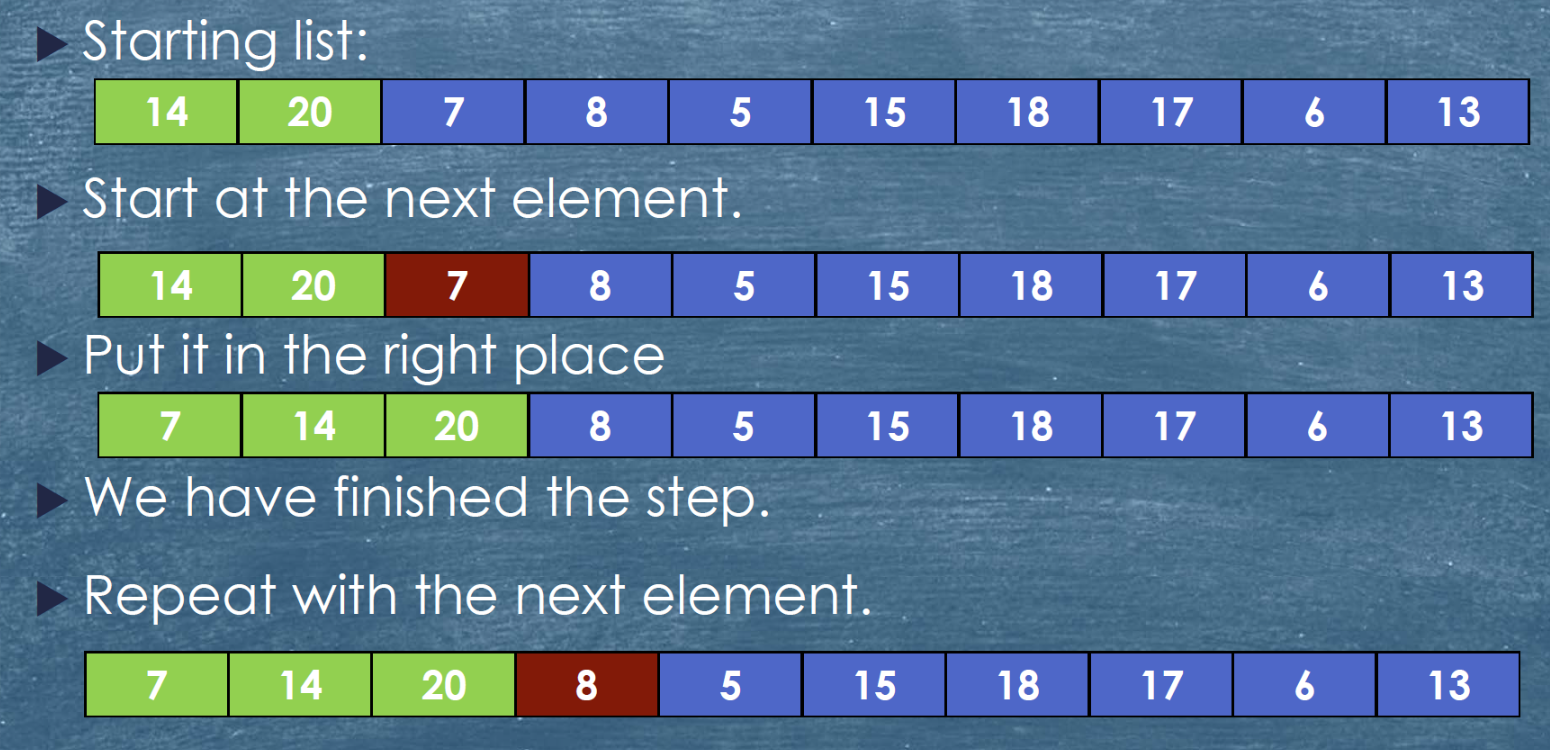 Starting list:
14 20 7 8 5 15 18 17 6 13
Start at the next element.
14 20 7 8 5 15 18 17 6 13
Put it in the right place
7 14 20 8 5 15 18 17 6 13
We have finished the step.
Repeat with the next element.
7 14 20 8 5 15 18 17 6 13